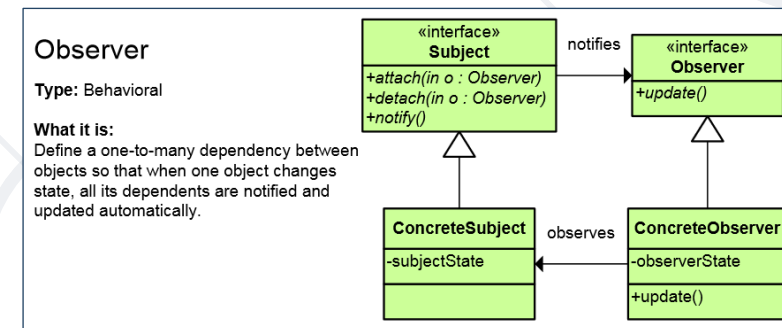 Observer
Type: Behavioral
What it is:
Define a one-to-many dependency between
objects so that when one object changes
state, all its dependents are notified and
updated automatically.
«interface»
Subject
+attach(in o : Observer)
+detach(in o : Observer)
+notify()
notifies
«interface»
Observer
+update()
ConcreteSubject
-subjectState
observes
ConcreteObserver
-observerState
+update()